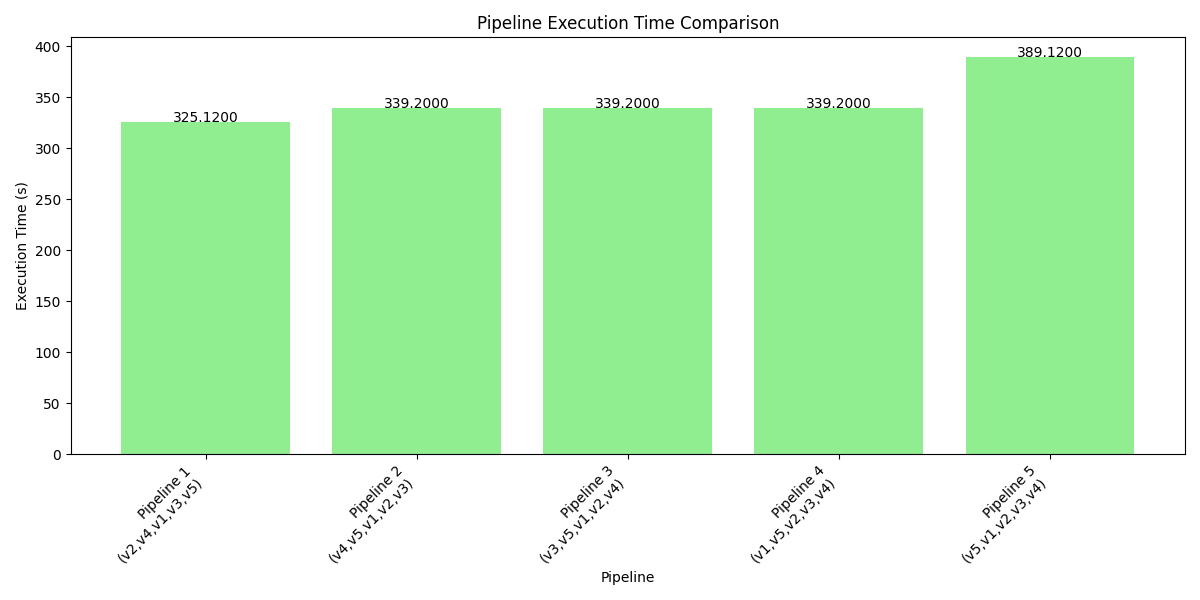 Pipeline Execution Time Comparison
Execution Time (s)
400
350
300
250
200
150
100
50
0
325.1200
339.2000
339.2000
339.2000
389.1200
Pipeline 1
(v2,v4,v1,v3,v5)
Pipeline 2
(v4,v5,v1,v2,v3)
Pipeline 3
(v3,v5,v1,v2,v4)
Pipeline 4
(v1,v5,v2,v3,v4)
Pipeline 5
(v5,v1,v2,v3,v4)
Pipeline